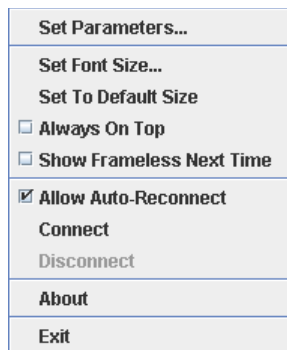 Set Parameters...
Set Font Size...
Set To Default Size
Always On Top
Show Frameless Next Time
Allow Auto-Reconnect
Connect
Disconnect
About
Exit